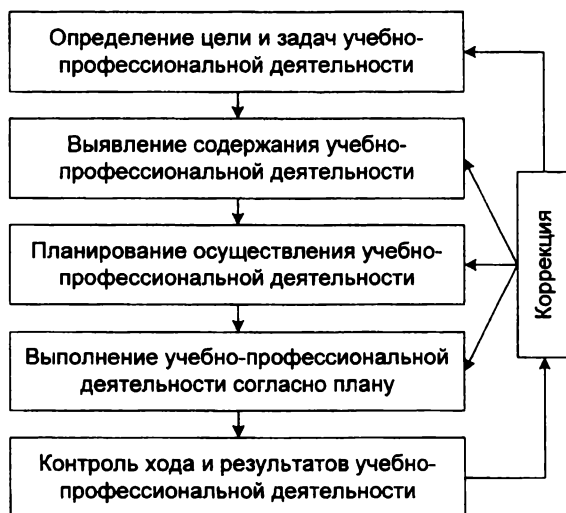 Определение цели и задач учебно-
профессиональной деятельности
Выявление содержания учебно-
профессиональной деятельности
Планирование осуществления учебно-
профессиональной деятельности
Выполнение учебно-профессиональной
деятельности согласно плану
Контроль хода и результатов учебно-
профессиональной деятельности
Коррекция